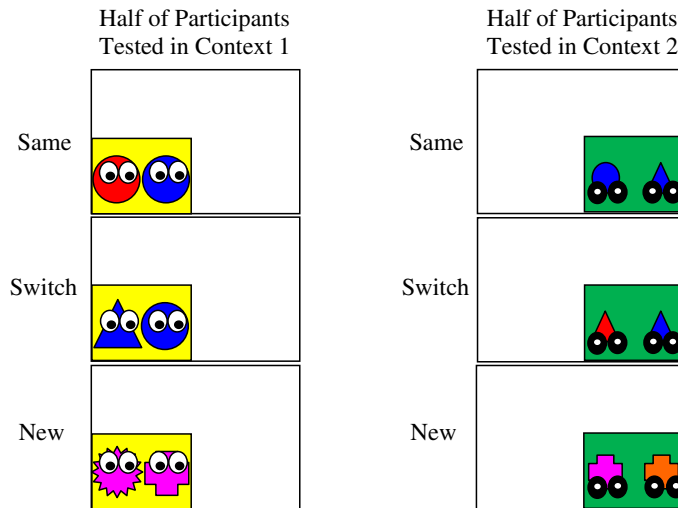 Half of Participants
Tested in Context 1
Same
Switch
New
Half of Participants
Tested in Context 2
Same
Switch
New